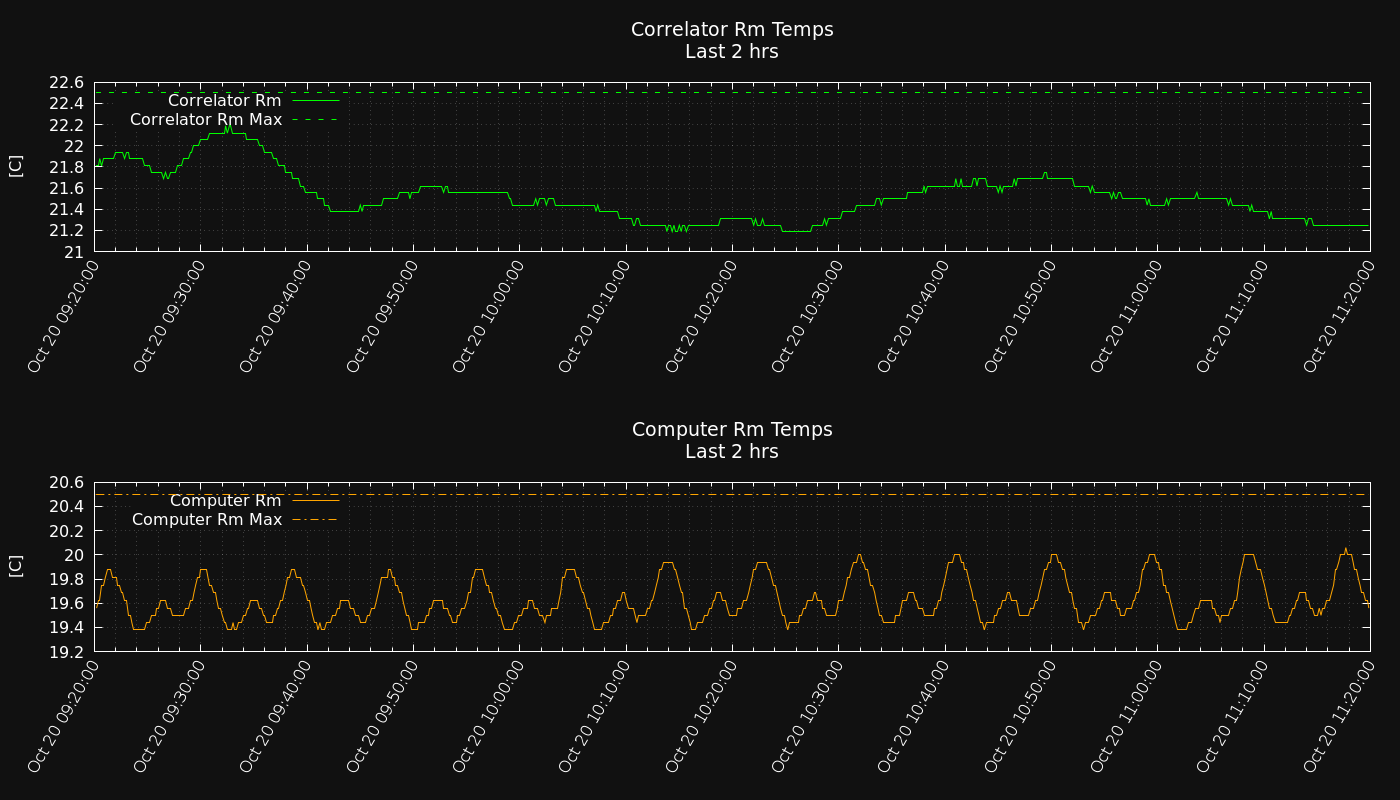 Correlator Rm Temps
Last 2 hrs
22.6
22.4
22.2
22
21.8
21.6
21.4
21.2
21
[C]
Correlator Rm
Correlator Rm Max
Oct 20 09:20:00
Oct 20 09:30:00
Oct 20 09:40:00
Oct 20 09:50:00
Oct 20 10:00:00
Oct 20 10:10:00
Oct 20 10:20:00
Oct 20 10:30:00
Oct 20 10:40:00
Oct 20 10:50:00
Oct 20 11:00:00
Oct 20 11:10:00
Oct 20 11:20:00
Computer Rm Temps
Last 2 hrs
20.6
20.4
20.2
20
19.8
19.6
19.4
19.2
[C]
Computer Rm
Computer Rm Max
Oct 20 09:20:00
Oct 20 09:30:00
Oct 20 09:40:00
Oct 20 09:50:00
Oct 20 10:00:00
Oct 20 10:10:00
Oct 20 10:20:00
Oct 20 10:30:00
Oct 20 10:40:00
Oct 20 10:50:00
Oct 20 11:00:00
Oct 20 11:10:00
Oct 20 11:20:00